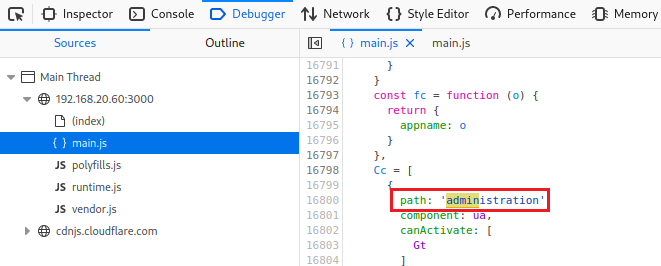 Inspector Console Debugger Network Style Editor Performance Memory
Sources Outline { } main.js × main.js
Main Thread
192.168.20.60:3000
(index)
{ } main.js
JS polyfills.js
JS runtime.js
JS vendor.js
cdnjs.cloudflare.com
16791 }
16792 }
16793 const fc = function (o) {
16794 return {
16795 appname: o
16796 }
16797 },
16798 Cc = [
16799 {
16800 path: 'administration'
16801 component: ua,
16802 canActivate: [
16803 Gt
16804 ]